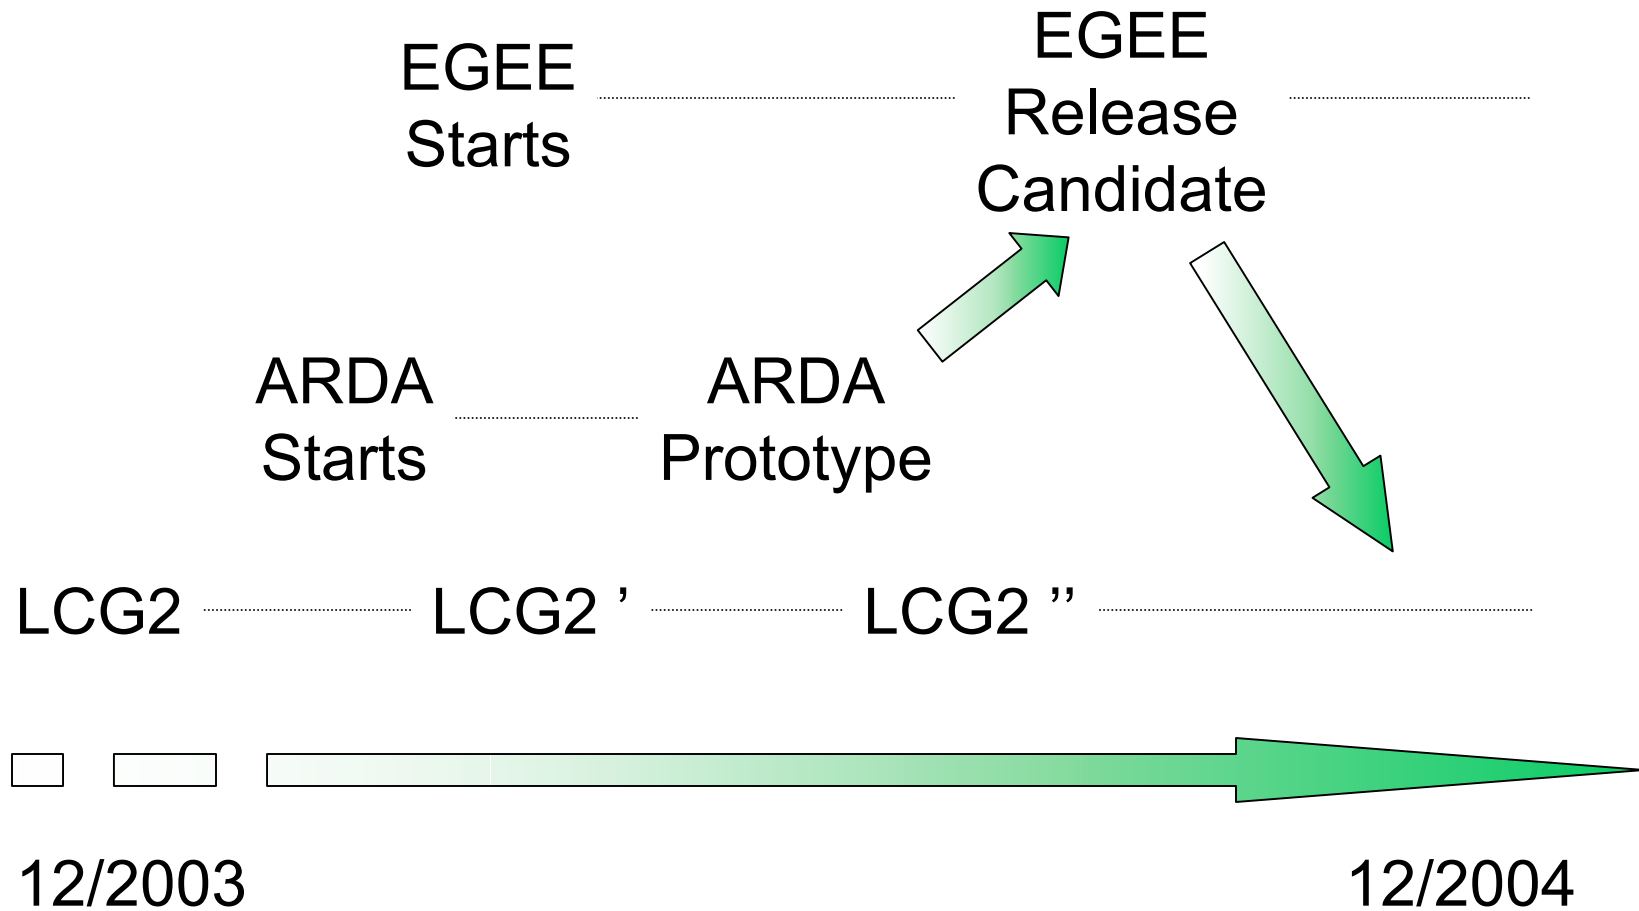 EGEE
Starts
EGEE
Release
Candidate
ARDA
Starts
ARDA
Prototype
LCG2
LCG2 ’
LCG2 ’’
12/2003
12/2004